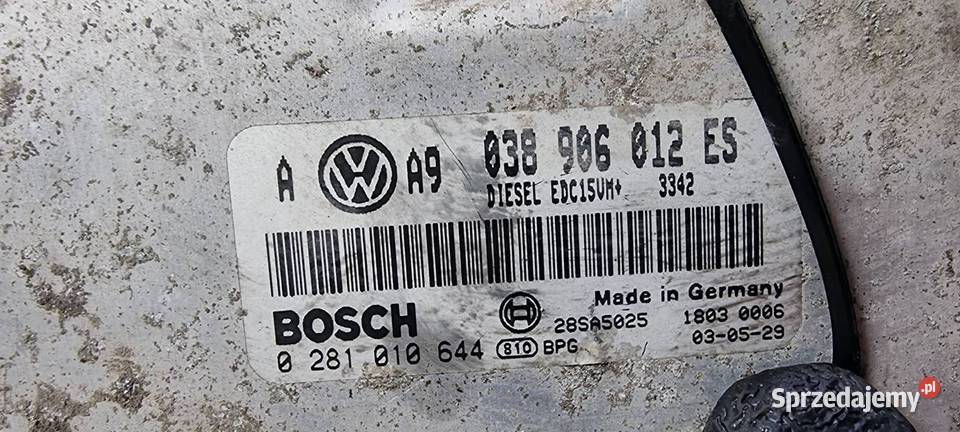 A VW A9 038 906 012 ES
DIESEL EDC15VM+ 3342
BOSCH
Made in Germany
28SA5025 1803 0006
0 281 010 644 810 BPG 03-05-29
Sprzedajemy.pl